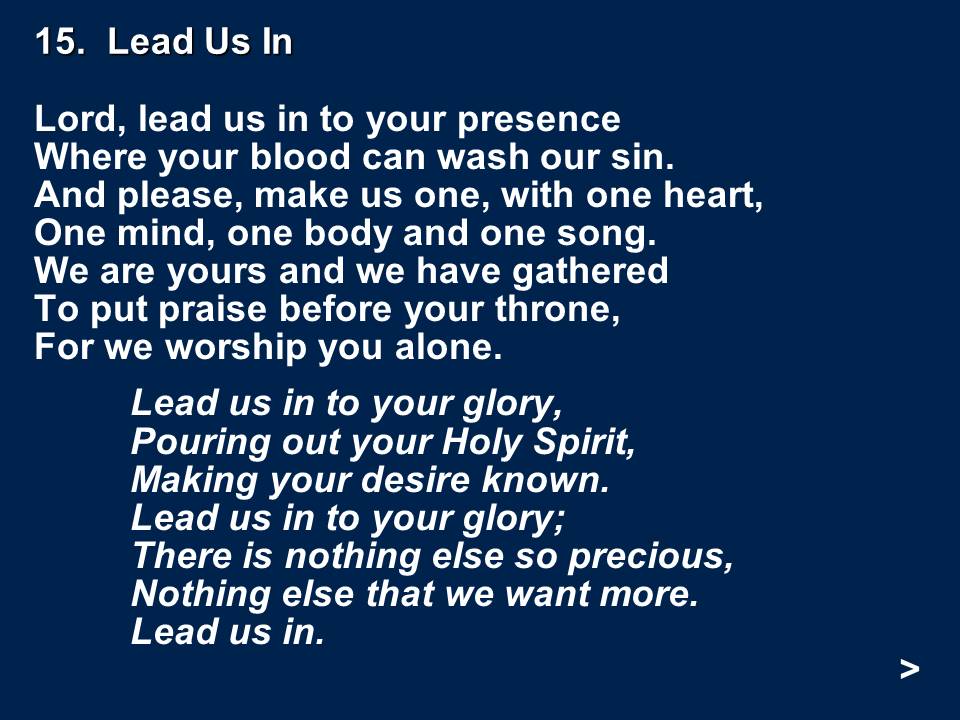 15.  Lead Us In
Lord, lead us in to your presence
Where your blood can wash our sin.
And please, make us one, with one heart,
One mind, one body and one song.
We are yours and we have gathered
To put praise before your throne,
For we worship you alone.
Lead us in to your glory,
Pouring out your Holy Spirit,
Making your desire known.
Lead us in to your glory;
There is nothing else so precious,
Nothing else that we want more.
Lead us in.
>